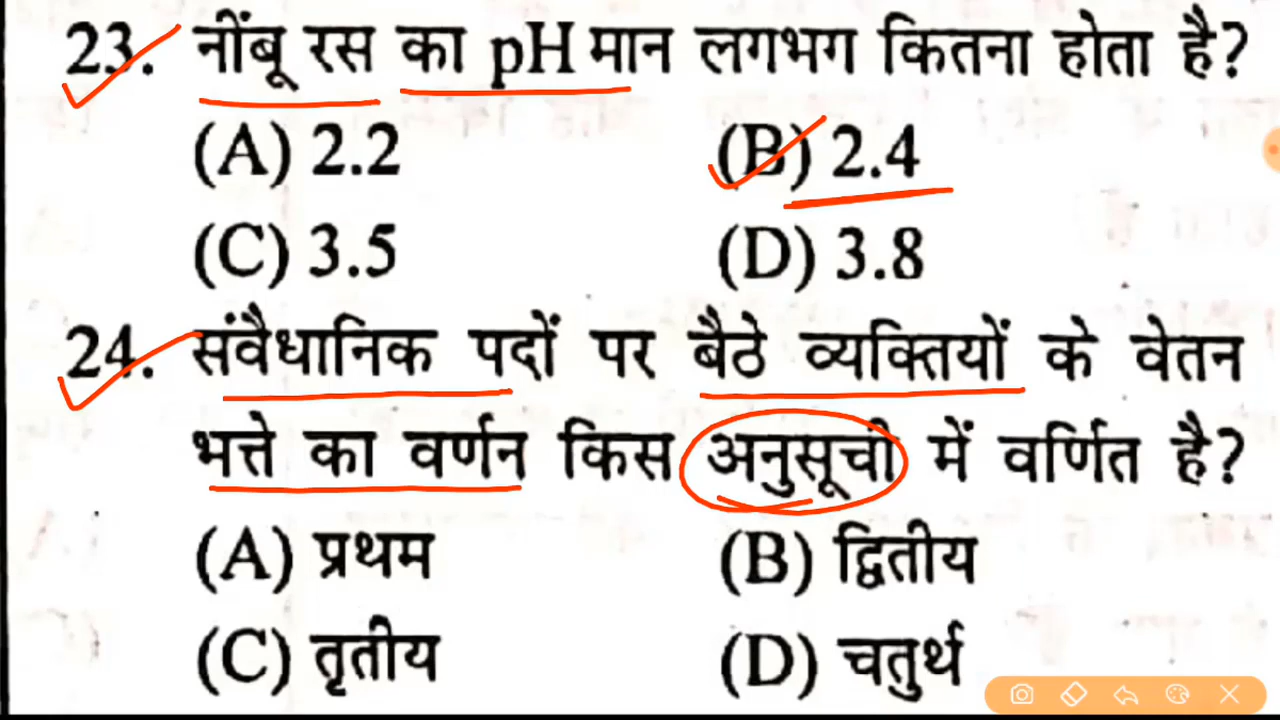 23. नींबू रस का pH मान लगभग कितना होता है?
(A) 2.2 (B) 2.4
(C) 3.5 (D) 3.8
24. संवैधानिक पदों पर बैठे व्यक्तियों के वेतन
भत्ते का वर्णन किस अनुसूची में वर्णित है?
(A) प्रथम (B) द्वितीय
(C) तृतीय (D) चतुर्थ